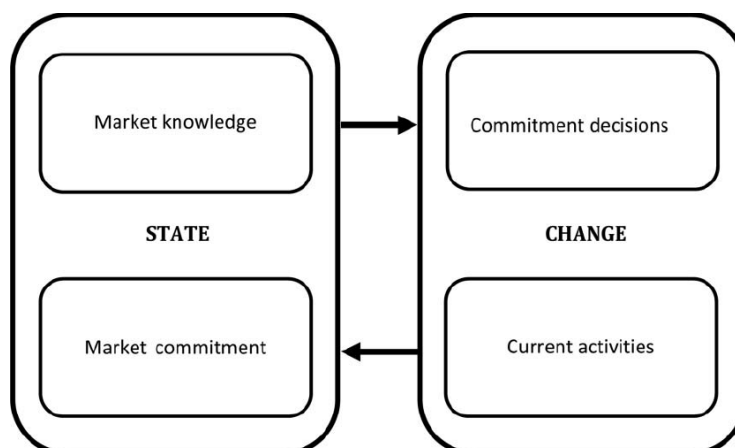 Market knowledge
Commitment decisions
STATE
CHANGE
Market commitment
Current activities